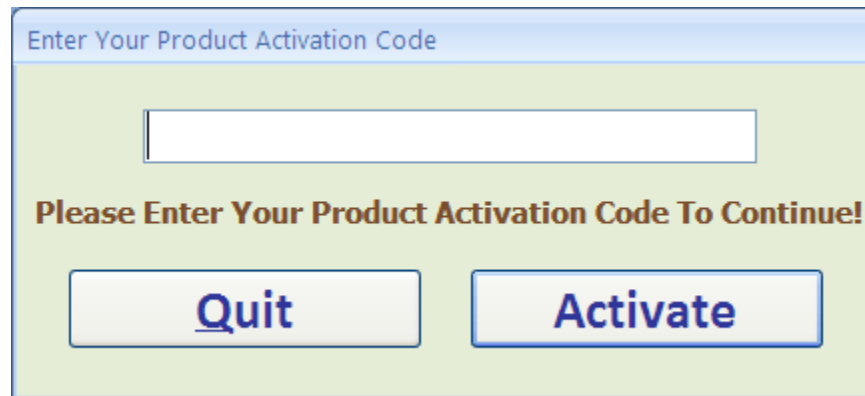 Enter Your Product Activation Code
Please Enter Your Product Activation Code To Continue!
Quit
Activate